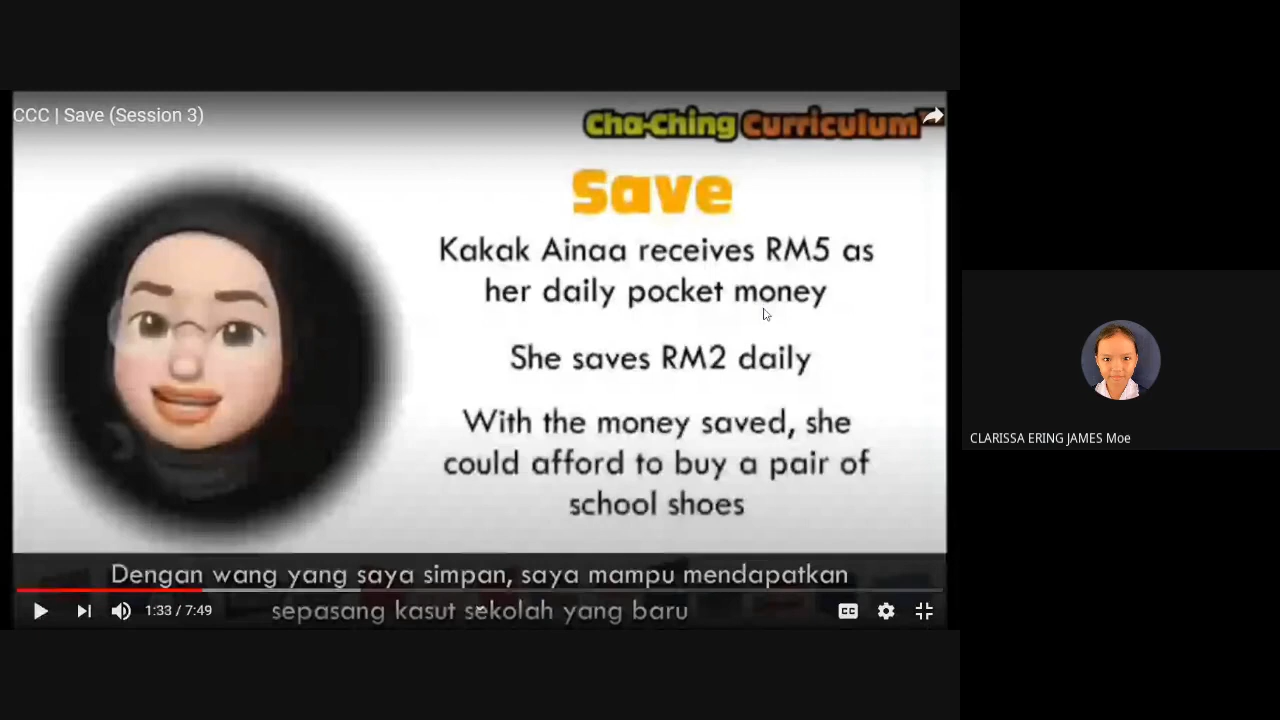 CCC | Save (Session 3)
Cha-Ching Curriculum
Save
Kakak Ainaa receives RM5 as
her daily pocket money
She saves RM2 daily
With the money saved, she
could afford to buy a pair of
school shoes
Dengan wang yang saya simpan, saya mampu mendapatkan
sepasang kasut sekolah yang baru
1:33 / 7:49
CC
CLARISSA ERING JAMES Moe